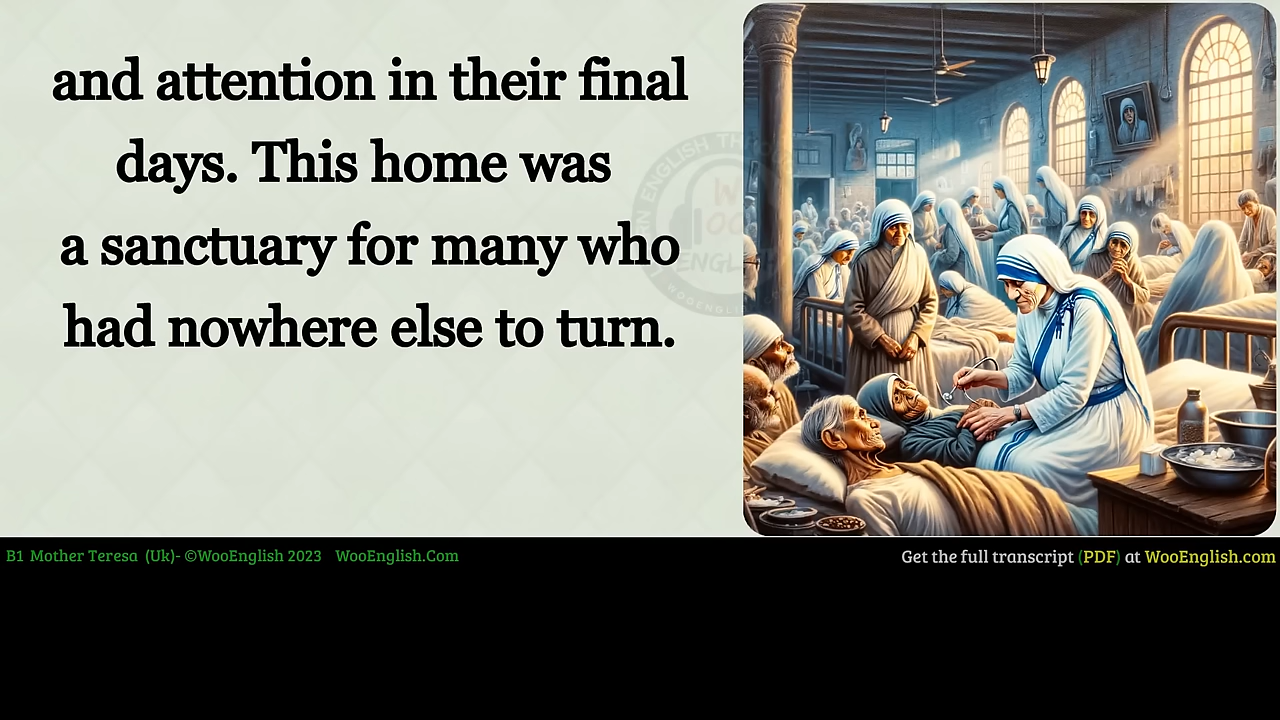 and attention in their final
days. This home was
a sanctuary for many who
had nowhere else to turn.
B1 Mother Teresa (Uk)- ©WooEnglish 2023 WooEnglish.Com
Get the full transcript (PDF) at WooEnglish.com